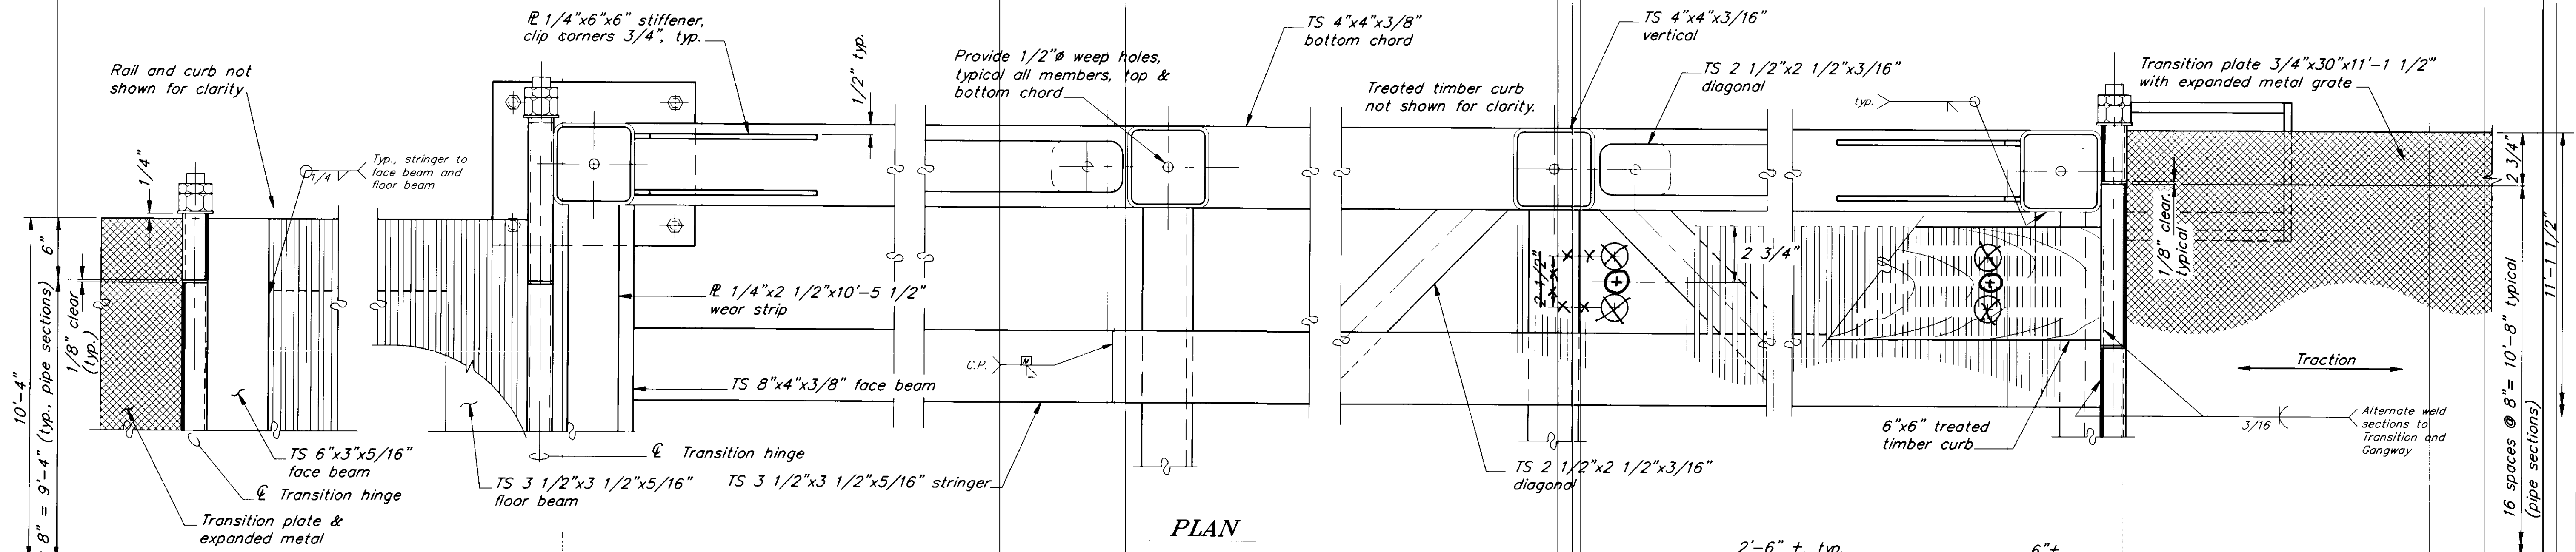 ℄ 1/4"x6"x6" stiffener,
clip corners 3/4", typ.
1/2" typ.
TS 4"x4"x3/8"
bottom chord
TS 4"x4"x3/16"
vertical
Provide 1/2"ø weep holes,
typical all members, top &
bottom chord
Rail and curb not
shown for clarity
Treated timber curb
not shown for clarity.
TS 2 1/2"x2 1/2"x3/16"
diagonal
typ.
Transition plate 3/4"x30"x11'-1 1/2"
with expanded metal grate
1/4"
1/4
Typ., stringer to
face beam and
floor beam
2 3/4"
1/8" clear.
typical
11'-1 1/2"
6"
1/8" clear
(typ.)
10'-4"
8" = 9'-4" (typ., pipe sections)
2 1/2"
2 3/4"
℄ 1/4"x2 1/2"x10'-5 1/2"
wear strip
C.P.
M
TS 8"x4"x3/8" face beam
Traction
16 spaces @ 8"= 10'-8" typical
(pipe sections)
6"x6" treated
timber curb
3/16
Alternate weld
sections to
Transition and
Gangway
TS 6"x3"x5/16"
face beam
℄ Transition hinge
℄ Transition hinge
TS 3 1/2"x3 1/2"x5/16"
floor beam
TS 3 1/2"x3 1/2"x5/16" stringer
TS 2 1/2"x2 1/2"x3/16"
diagonal
Transition plate &
expanded metal
PLAN
2'-6" ±, typ.
6"±